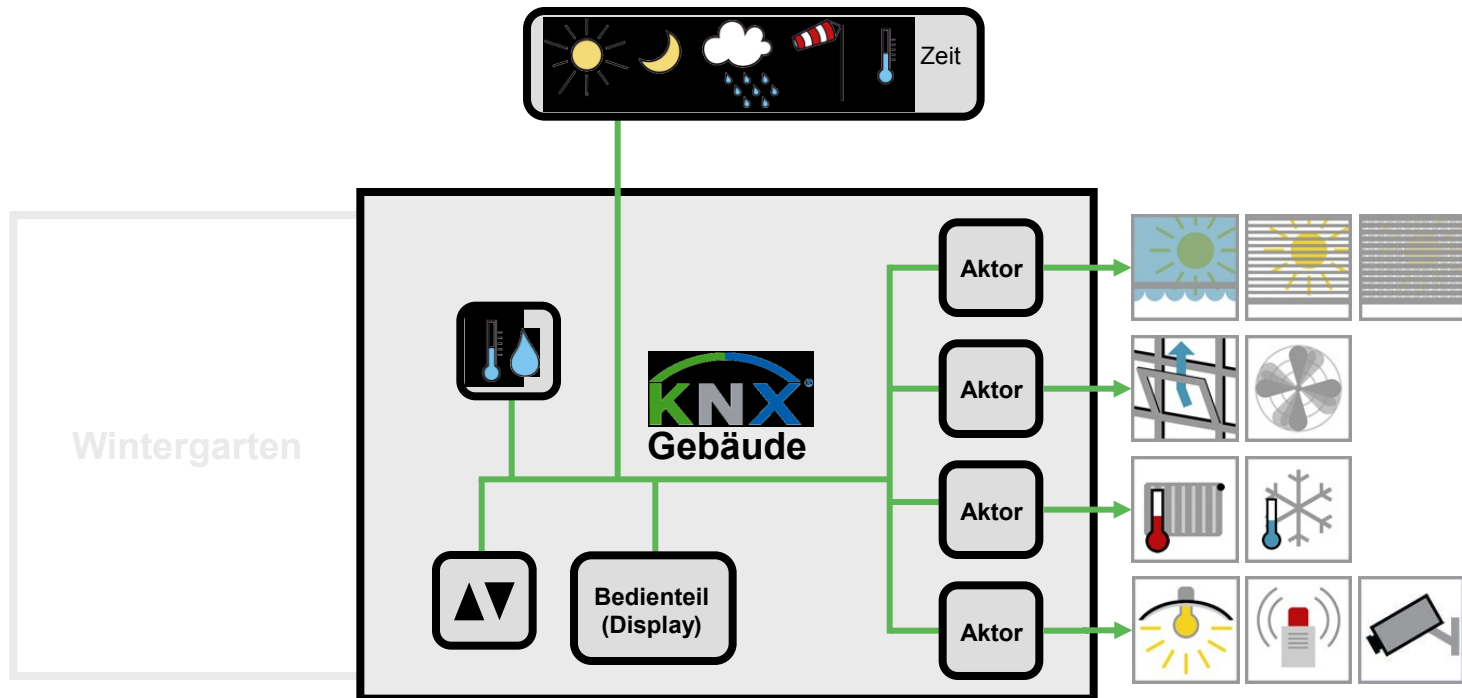 Zeit
Aktor
Wintergarten
KNX®
Gebäude
Aktor
Aktor
Bedienteil
(Display)
Aktor